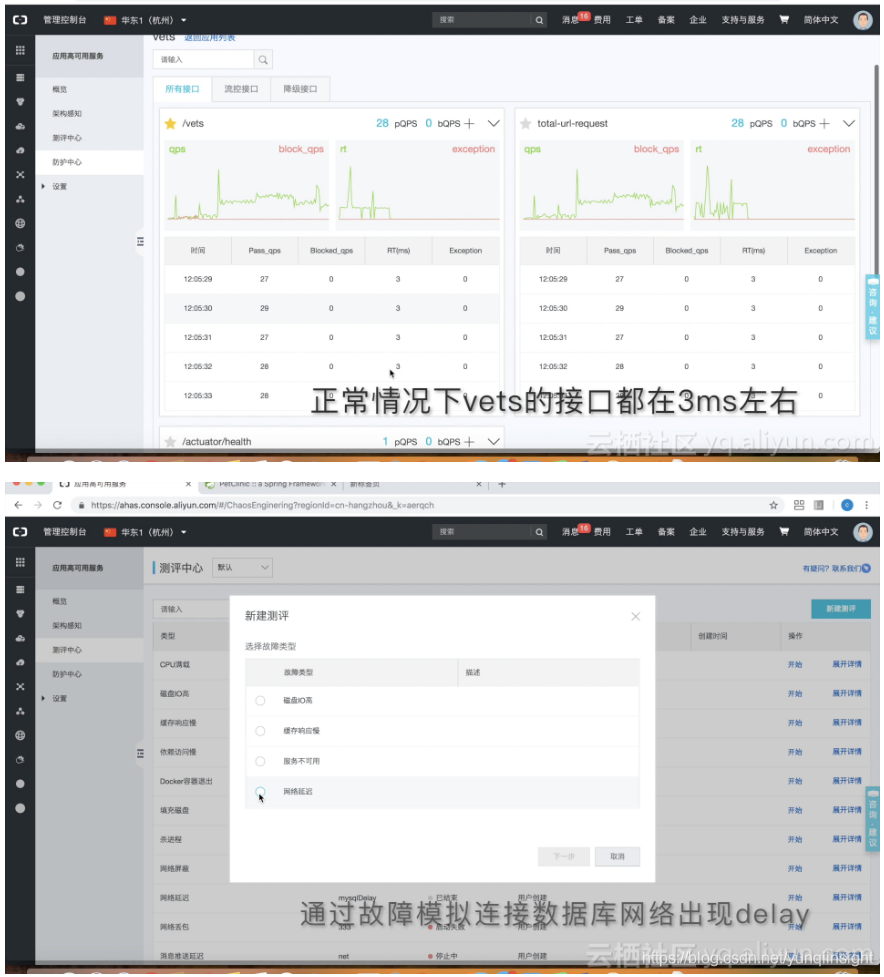 管理控制台 华东1（杭州） 搜索 消息 16 费用 工单 备案 企业 支持与服务 简体中文
应用高可用服务
概览
架构感知
测评中心
防护中心
设置
vets 返回应用列表
请输入
所有接口 流控接口 降级接口
/vets 28 pQPS 0 bQPS
qps block_qps rt exception
时间 Pass_qps Blocked_qps RT(ms) Exception
12:05:29 27 0 3 0
12:05:30 29 0 3 0
12:05:31 27 0 3 0
12:05:32 28 0 3 0
12:05:33 28 0
total-url-request 28 pQPS 0 bQPS
qps block_qps rt exception
时间 Pass_qps Blocked_qps RT(ms) Exception
12:05:29 27 0 3 0
12:05:30 29 0 3 0
12:05:31 27 0 3 0
12:05:32 28 0 3 0
12:05:33 28
咨询·建议
正常情况下vets的接口都在3ms左右
/actuator/health 1 pQPS 0 bQPS
云栖社区 yq.aliyun.com
应用高可用服务 PetClinic :: a Spring Framework 新标签页
https://ahas.console.aliyun.com/#/ChaosEnginering?regionId=cn-hangzhou&_k=aerqch
管理控制台 华东1（杭州） 搜索 消息 16 费用 工单 备案 企业 支持与服务 简体中文
应用高可用服务
概览
架构感知
测评中心
防护中心
设置
测评中心 默认 有疑问？联系我们
请输入 新建测评
类型 创建时间 操作
CPU满载 开始 展开详情
磁盘IO高 开始 展开详情
缓存响应慢 开始 展开详情
依赖访问慢 开始 展开详情
Docker容器退出 开始 展开详情
填充磁盘 开始 展开详情
杀进程 开始 展开详情
网络屏蔽 开始 展开详情
网络延迟 mysqlDelay 已结束 用户创建 开始 展开详情
网络丢包 333 启动失败 用户创建 开始 展开详情
消息推送延迟 net 停止中 用户创建
新建测评
选择故障类型
故障类型 描述
磁盘IO高
缓存响应慢
服务不可用
网络延迟
下一步 取消
咨询·建议
通过故障模拟连接数据库网络出现delay
云栖社区 yq.aliyun.com
https://blog.csdn.net/yunqiinsight